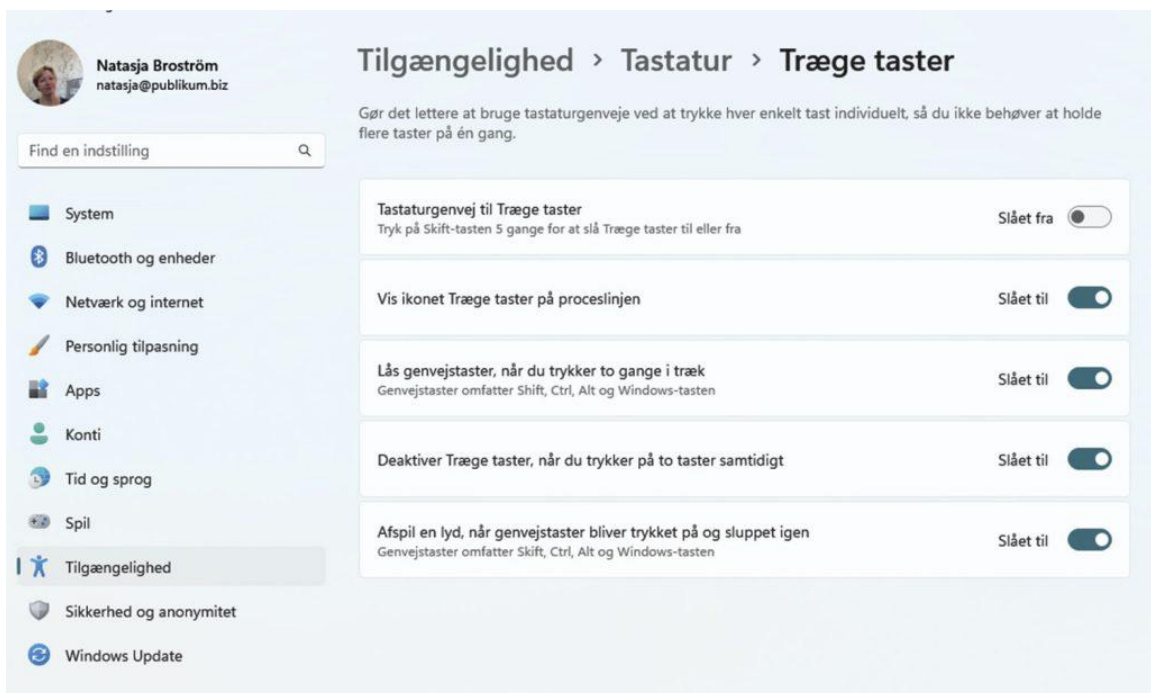 Natasja Broström
natasja@publikum.biz
Find en indstilling
System
Bluetooth og enheder
Netværk og internet
Personlig tilpasning
Apps
Konti
Tid og sprog
Spil
Tilgængelighed
Sikkerhed og anonymitet
Windows Update
Tilgængelighed > Tastatur > Træge taster
Gør det lettere at bruge tastaturgenveje ved at trykke hver enkelt tast individuelt, så du ikke behøver at holde
flere taster på én gang.
Tastaturgenvej til Træge taster
Tryk på Skift-tasten 5 gange for at slå Træge taster til eller fra
Slået fra
Vis ikonet Træge taster på proceslinjen
Slået til
Lås genvejstaster, når du trykker to gange i træk
Genvejstaster omfatter Shift, Ctrl, Alt og Windows-tasten
Slået til
Deaktiver Træge taster, når du trykker på to taster samtidigt
Slået til
Afspil en lyd, når genvejstaster bliver trykket på og sluppet igen
Genvejstaster omfatter Skift, Ctrl, Alt og Windows-tasten
Slået til